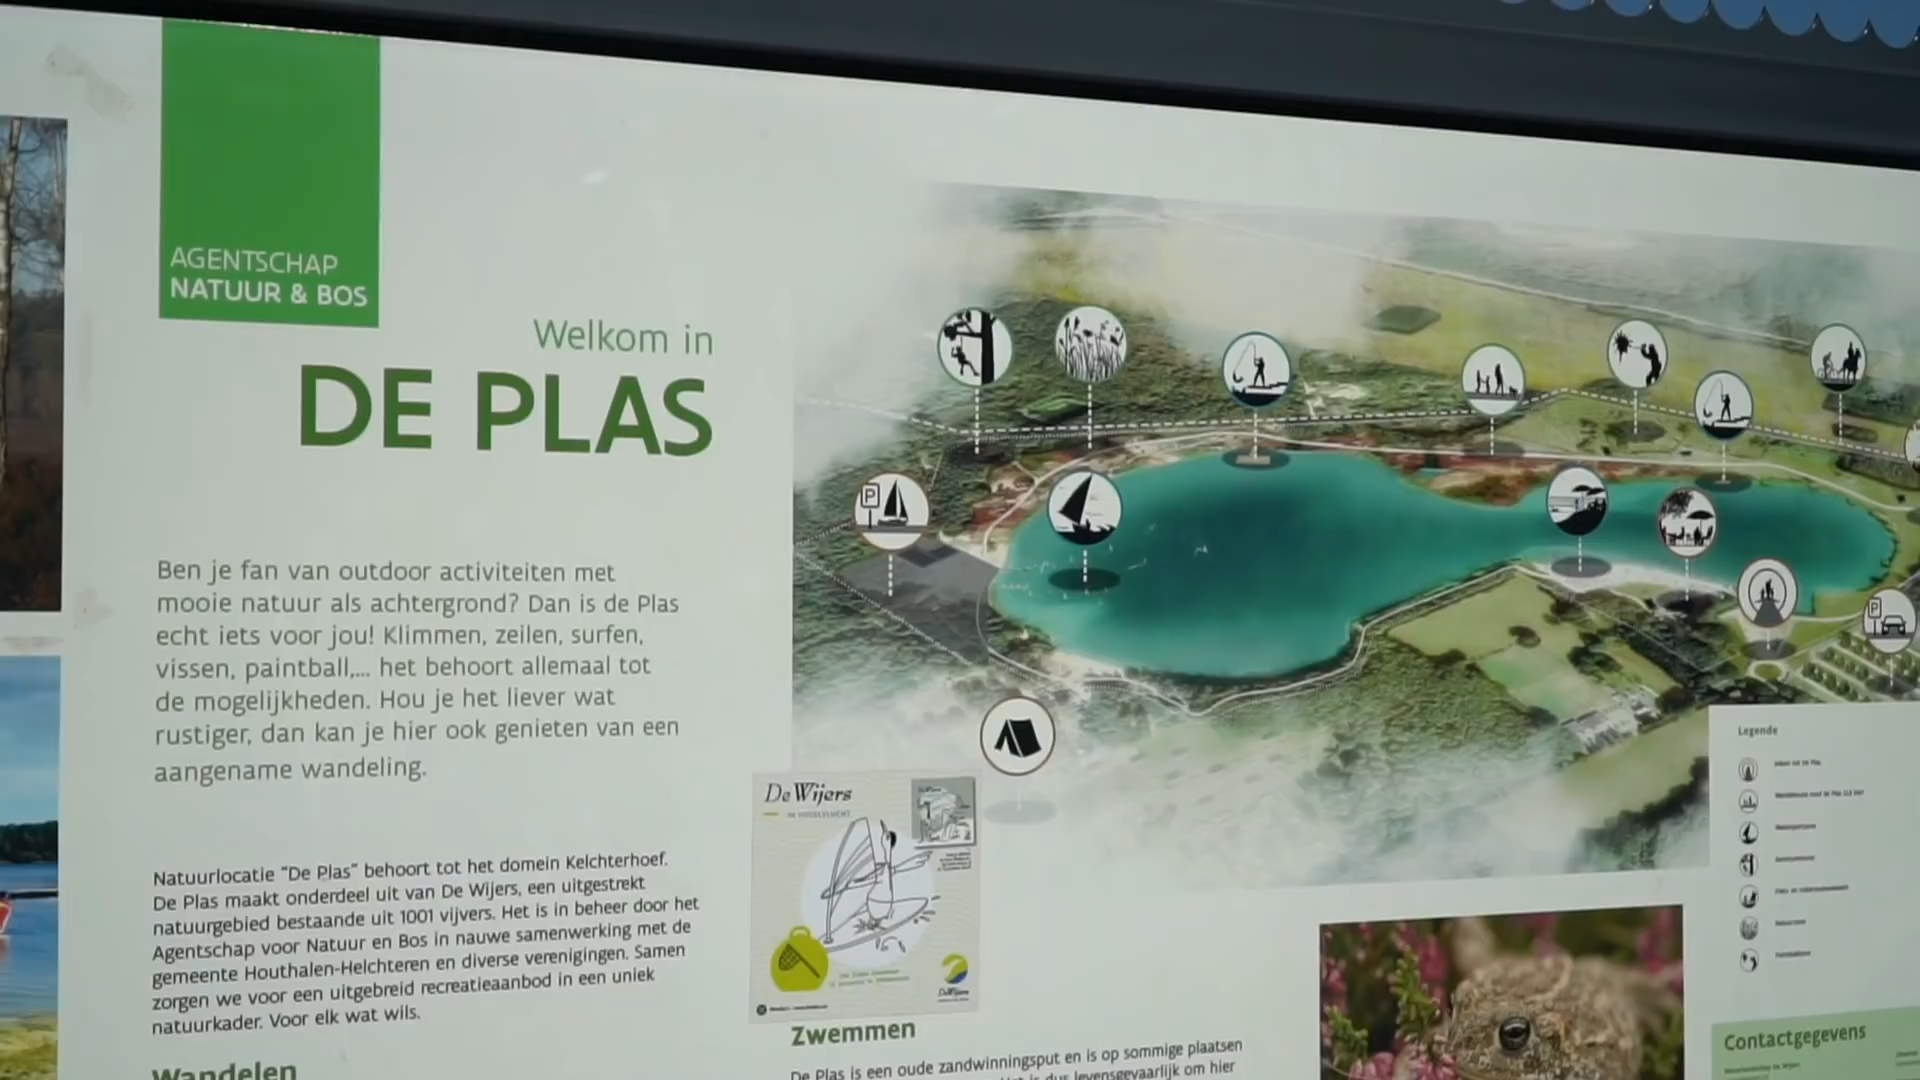 AGENTSCHAP
NATUUR & BOS
Welkom in
DE PLAS
Ben je fan van outdoor activiteiten met
mooie natuur als achtergrond? Dan is de Plas
echt iets voor jou! Klimmen, zeilen, surfen,
vissen, paintball,... het behoort allemaal tot
de mogelijkheden. Hou je het liever wat
rustiger, dan kan je hier ook genieten van een
aangename wandeling.
Natuurlocatie "De Plas" behoort tot het domein Kelchterhoef.
De Plas maakt onderdeel uit van De Wijers, een uitgestrekt
natuurgebied bestaande uit 1001 vijvers. Het is in beheer door het
Agentschap voor Natuur en Bos in nauwe samenwerking met de
gemeente Houthalen-Helchteren en diverse verenigingen. Samen
zorgen we voor een uitgebreid recreatieaanbod in een uniek
natuurkader. Voor elk wat wils.
Wandelen
P
P
De Wijers
DeWijers
Zwemmen
De Plas is een oude zandwinningsput en is op sommige plaatsen
is dus levensgevaarlijk om hier
Legende
Contactgegevens